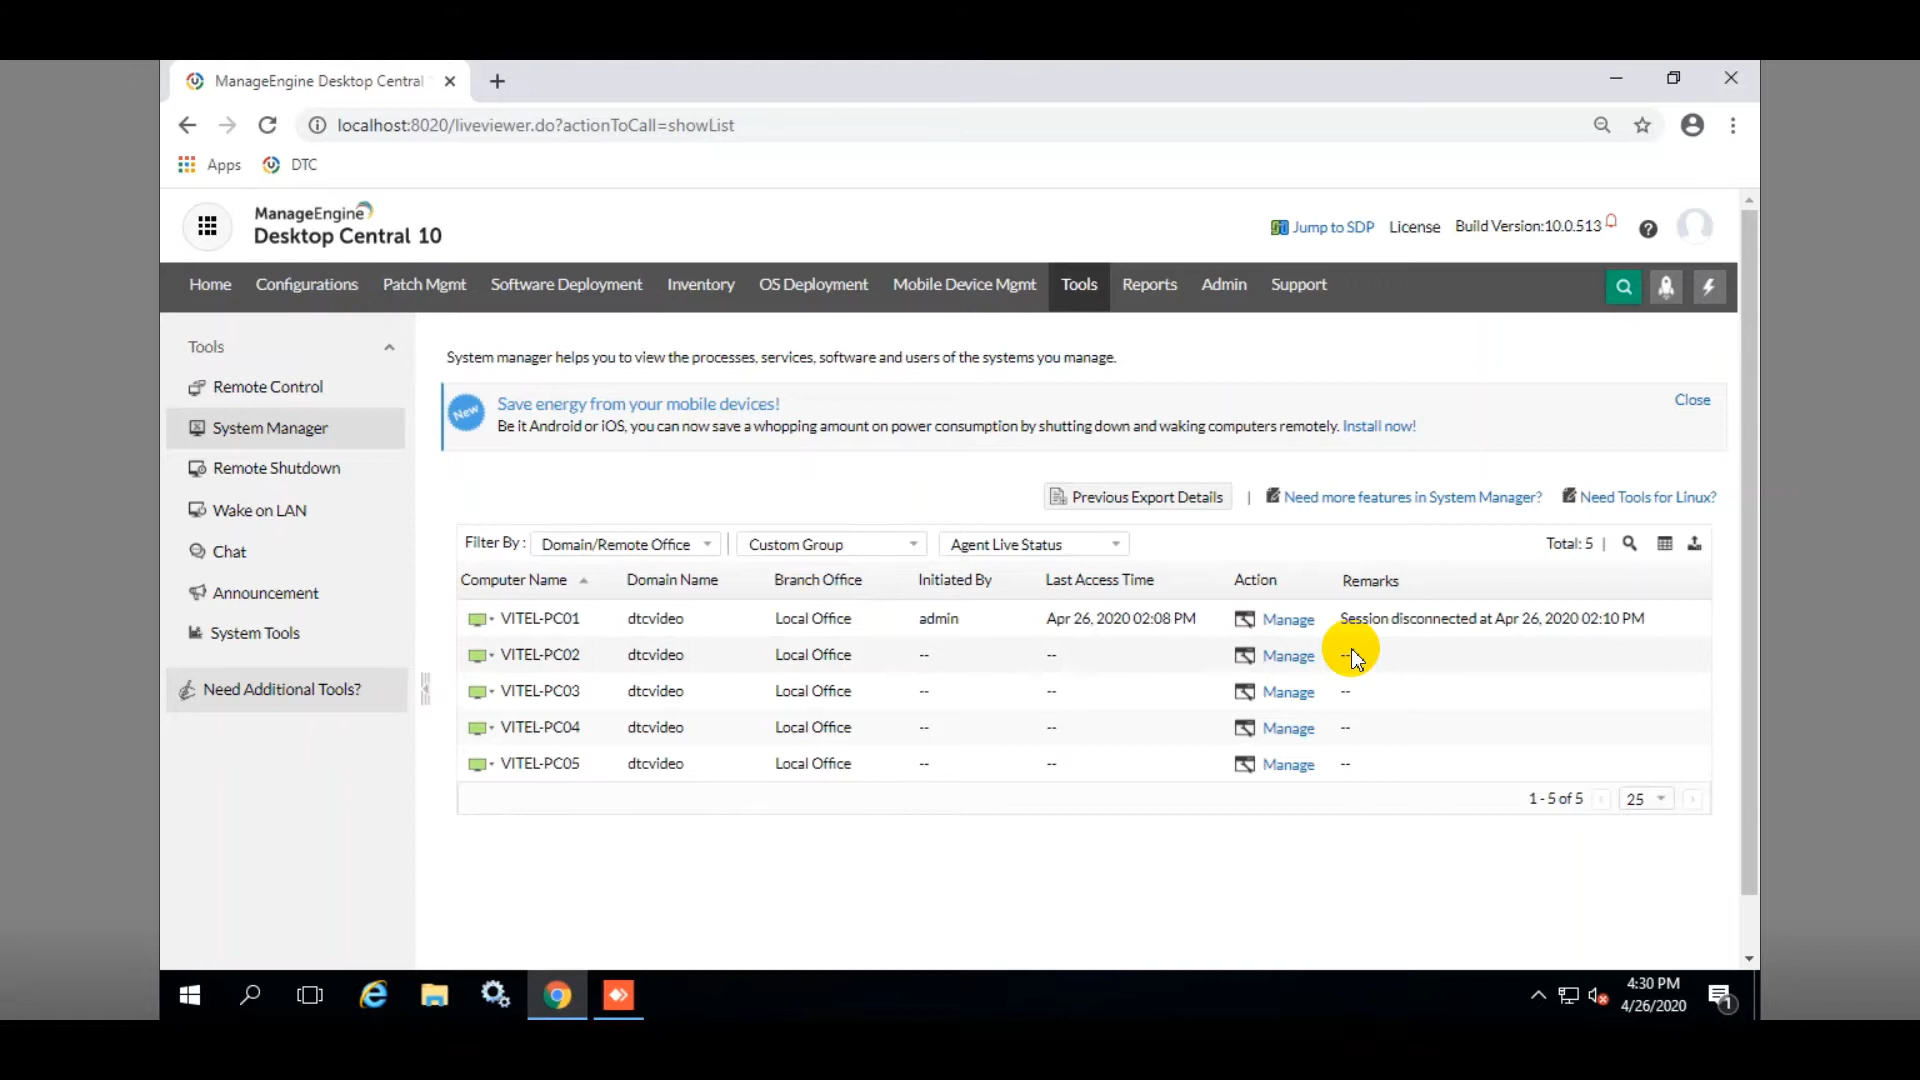 ManageEngine Desktop Central
localhost:8020/liveviewer.do?actionToCall=showList
Apps DTC
ManageEngine
Desktop Central 10
Jump to SDP License Build Version:10.0.513
Home Configurations Patch Mgmt Software Deployment Inventory OS Deployment Mobile Device Mgmt Tools Reports Admin Support
Tools
Remote Control
System Manager
Remote Shutdown
Wake on LAN
Chat
Announcement
System Tools
Need Additional Tools?
System manager helps you to view the processes, services, software and users of the systems you manage.
New
Save energy from your mobile devices!
Close
Be it Android or iOS, you can now save a whopping amount on power consumption by shutting down and waking computers remotely. Install now!
Previous Export Details | Need more features in System Manager? Need Tools for Linux?
Filter By : Domain/Remote Office | Custom Group Agent Live Status Total: 5 |
Computer Name Domain Name Branch Office Initiated By Last Access Time Action Remarks
VITEL-PC01 dtcvideo Local Office admin Apr 26, 2020 02:08 PM Manage Session disconnected at Apr 26, 2020 02:10 PM
VITEL-PC02 dtcvideo Local Office -- -- Manage --
VITEL-PC03 dtcvideo Local Office -- -- Manage --
VITEL-PC04 dtcvideo Local Office -- -- Manage --
VITEL-PC05 dtcvideo Local Office -- -- Manage --
1 - 5 of 5 25
4:30 PM
4/26/2020
1